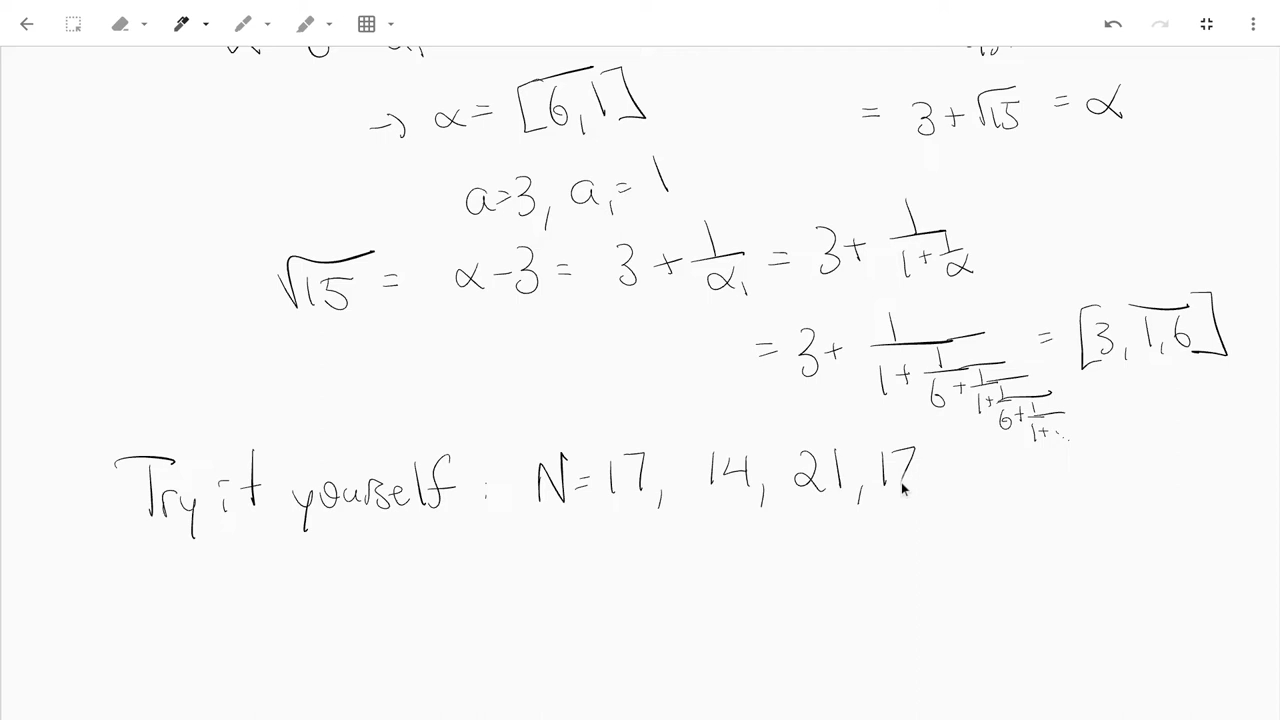 → α = [6, 1]
= 3 + √15 = α
a = 3, a₁ = 1
√15 = α - 3 = 3 + 1/α₁ = 3 + 1/(1 + 1/α)
= 3 + 1/(1 + 1/(6 + 1/(1 + 1/(6 + 1/(1 + ...))))) = [3, 1, 6]
Try it yourself : N = 17, 14, 21, 17